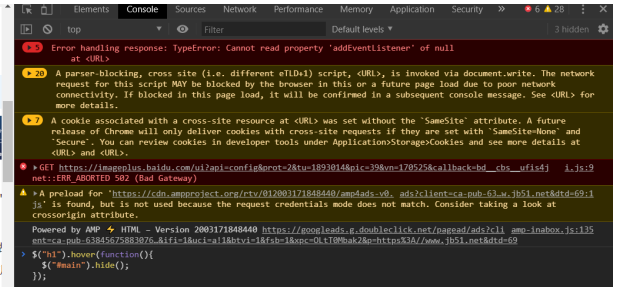 Elements Console Sources Network Performance Memory Application Security » 6 28
top Filter Default levels ▼ 3 hidden
5 Error handling response: TypeError: Cannot read property 'addEventListener' of null
at <URL>
20 A parser-blocking, cross site (i.e. different eTLD+1) script, <URL>, is invoked via document.write. The network
request for this script MAY be blocked by the browser in this or a future page load due to poor network
connectivity. If blocked in this page load, it will be confirmed in a subsequent console message. See <URL> for
more details.
7 A cookie associated with a cross-site resource at <URL> was set without the `SameSite` attribute. A future
release of Chrome will only deliver cookies with cross-site requests if they are set with `SameSite=None` and
`Secure`. You can review cookies in developer tools under Application>Storage>Cookies and see more details at
<URL> and <URL>.
GET https://imageplus.baidu.com/ui?api=config&prot=2&tu=1893014&pic=39&vn=170525&callback=bd__cbs__ufis4j i.js:9
net::ERR_ABORTED 502 (Bad Gateway)
A preload for 'https://cdn.ampproject.org/rtv/012003171848440/amp4ads-v0. ads?client=ca-pub-63…w.jb51.net&dtd=69:1
js' is found, but is not used because the request credentials mode does not match. Consider taking a look at
crossorigin attribute.
Powered by AMP ⚡ HTML – Version 2003171848440 https://googleads.g.doubleclick.net/pagead/ads?cli amp-inabox.js:135
ent=ca-pub-63845675883076…&ifi=1&uci=a!1&btvi=1&fsb=1&xpc=OLtT0Mbak2&p=https%3A//www.jb51.net&dtd=69
> $("h1").hover(function(){
$("#main").hide();
});